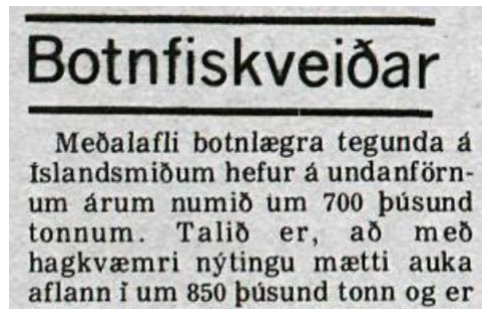 Botnfiskveiðar
Meðalafli botnlægra tegunda á
Íslandsmiðum hefur á undanförn-
um árum numið um 700 þúsund
tonnum. Talið er, að með
hagkvæmri nýtingu mætti auka
aflann í um 850 þúsund tonn og er